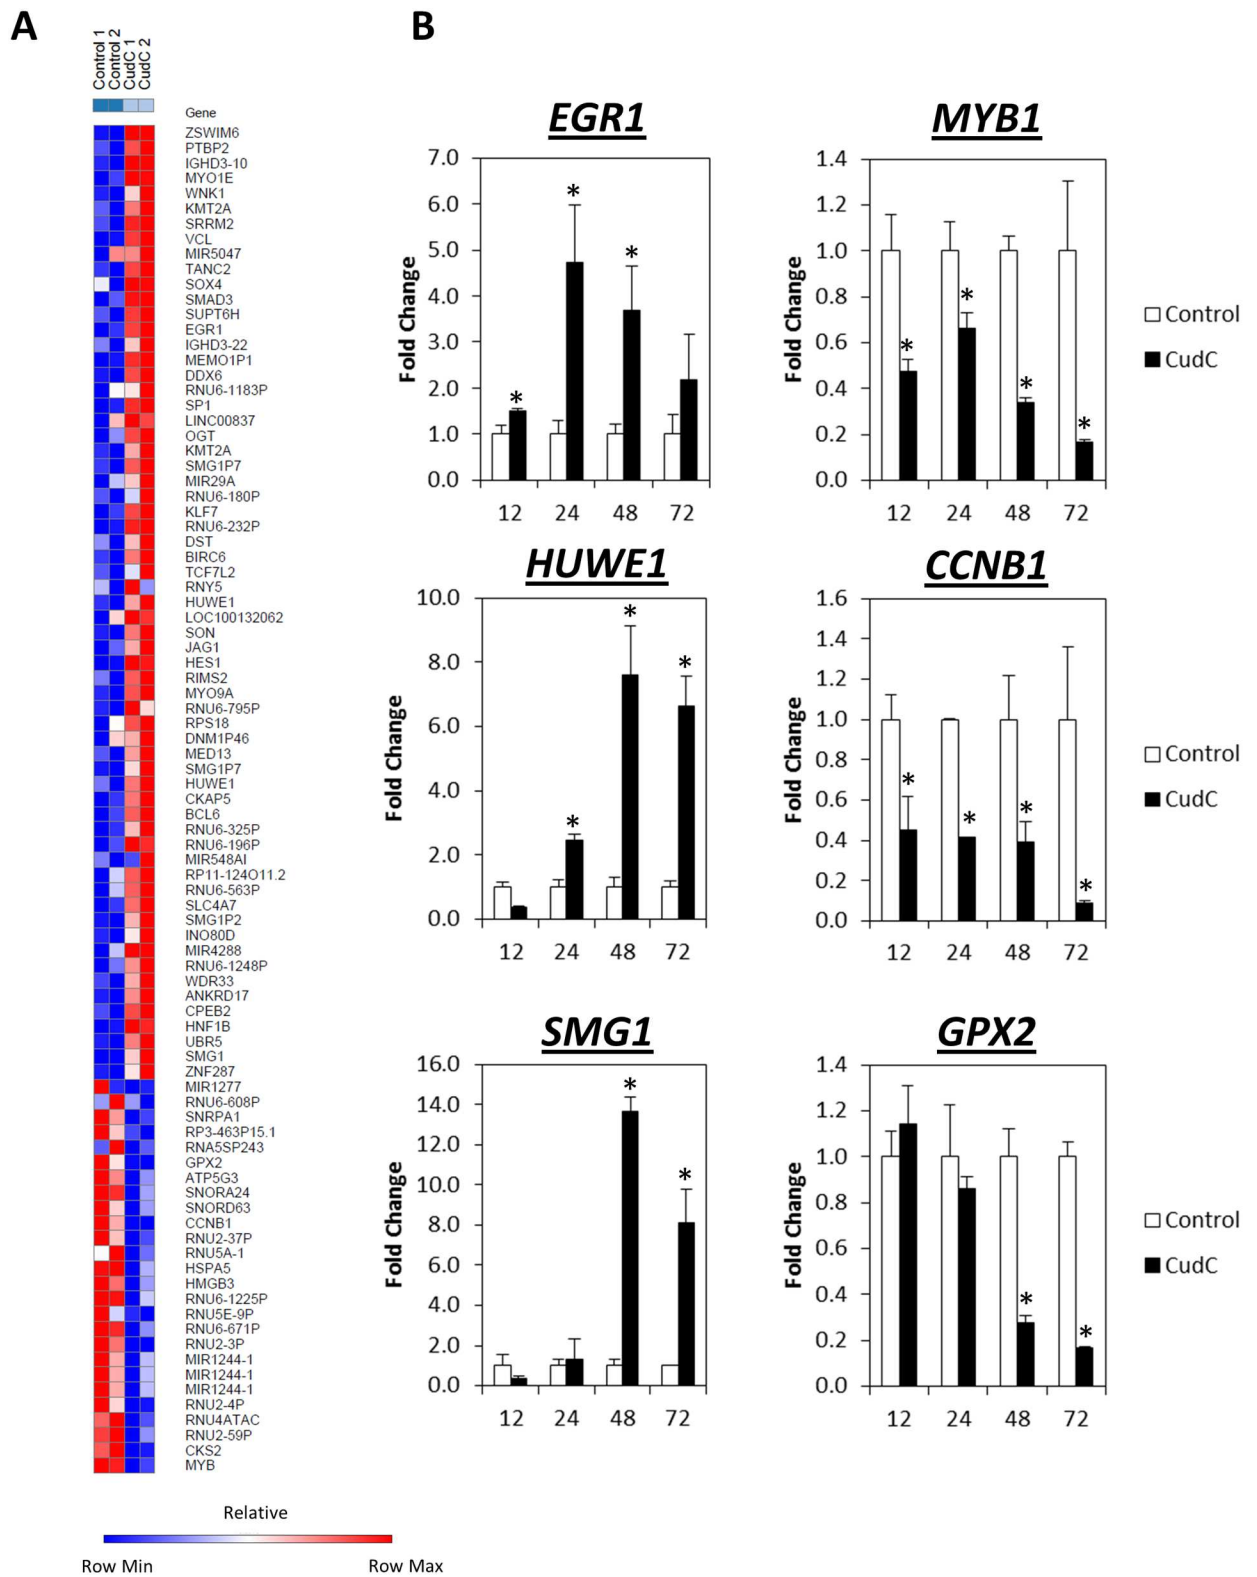 A
Control 1
Control 2
CudC 1
CudC 2
Gene
ZSWIM6
PTBP2
IGHD3-10
MYO1E
WNK1
KMT2A
SRRM2
VCL
MIR5047
TANC2
SOX4
SMAD3
SUPT6H
EGR1
IGHD3-22
MEMO1P1
DDX6
RNU6-1183P
SP1
LINC00837
OGT
KMT2A
SMG1P7
MIR29A
RNU6-180P
KLF7
RNU6-232P
DST
BIRC6
TCF7L2
RNY5
HUWE1
LOC100132062
SON
JAG1
HES1
RIMS2
MYO9A
RNU6-795P
RPS18
DNM1P46
MED13
SMG1P7
HUWE1
CKAP5
BCL6
RNU6-325P
RNU6-196P
MIR548AI
RP11-124O11.2
RNU6-563P
SLC4A7
SMG1P2
INO80D
MIR4288
RNU6-1248P
WDR33
ANKRD17
CPEB2
HNF1B
UBR5
SMG1
ZNF287
MIR1277
RNU6-608P
SNRPA1
RP3-463P15.1
RNA5SP243
GPX2
ATP5G3
SNORA24
SNORD63
CCNB1
RNU2-37P
RNU5A-1
HSPA5
HMGB3
RNU6-1225P
RNU5E-9P
RNU6-671P
RNU2-3P
MIR1244-1
MIR1244-1
MIR1244-1
RNU2-4P
RNU4ATAC
RNU2-59P
CKS2
MYB
Relative
Row Min Row Max
B
EGR1
Fold Change
7.0
6.0
5.0
4.0
3.0
2.0
1.0
0.0
* * *
12 24 48 72
MYB1
Fold Change
1.4
1.2
1.0
0.8
0.6
0.4
0.2
0.0
* * * *
12 24 48 72
Control
CudC
HUWE1
Fold Change
10.0
8.0
6.0
4.0
2.0
0.0
* * *
12 24 48 72
CCNB1
Fold Change
1.6
1.4
1.2
1.0
0.8
0.6
0.4
0.2
0.0
* * * *
12 24 48 72
Control
CudC
SMG1
Fold Change
16.0
14.0
12.0
10.0
8.0
6.0
4.0
2.0
0.0
* *
12 24 48 72
GPX2
Fold Change
1.4
1.2
1.0
0.8
0.6
0.4
0.2
0.0
* *
12 24 48 72
Control
CudC